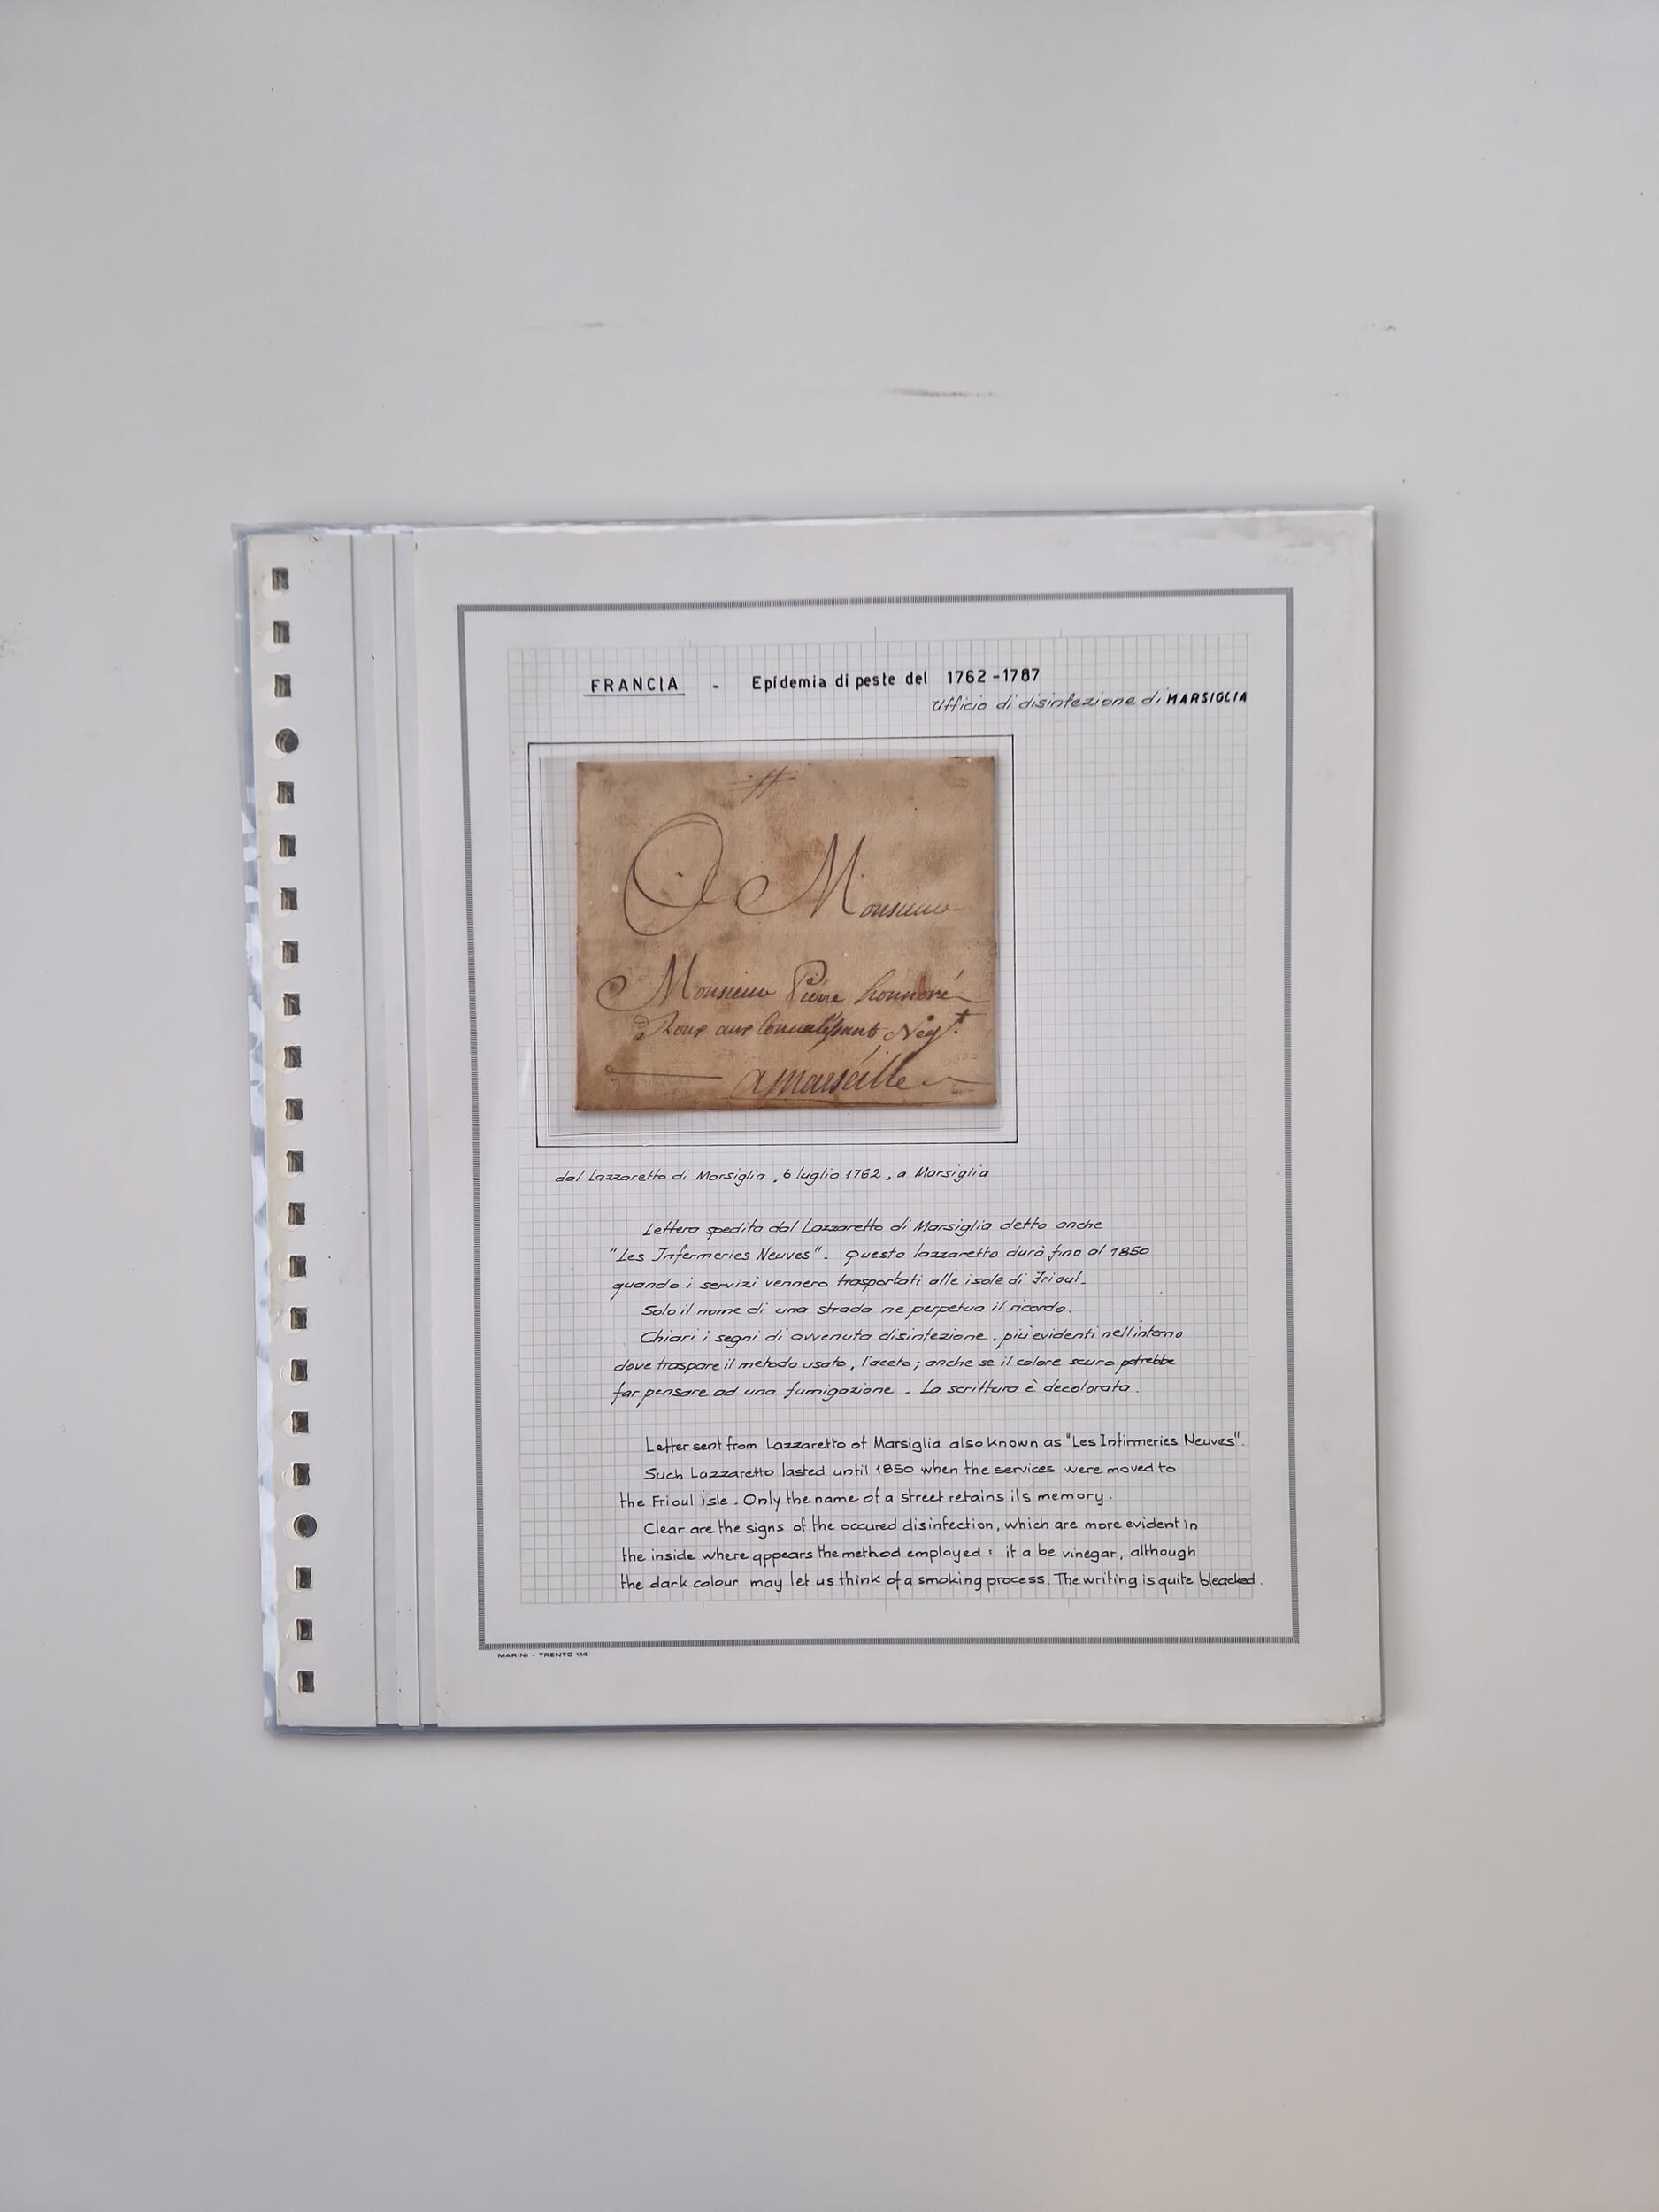 FRANCIA - Epidemia di peste del 1762-1787
Ufficio di disinfezione di MARSIGLIA
A Monsieur
Monsieur Pierre honnoré
Roux aux Negt.
a marseille
dal Lazzaretto di Marsiglia, 6 luglio 1762, a Marsiglia
Lettera spedita dal Lazzaretto di Marsiglia detto anche
"Les Infermeries Neuves". Questo lazzaretto durò fino al 1850
quando i servizi vennero trasportati alle isole di Frioul.
Solo il nome di una strada ne perpetua il ricordo.
Chiari i segni di avvenuta disinfezione, più evidenti nell'interno
dove traspare il metodo usato, l'aceto; anche se il colore scuro potrebbe
far pensare ad una fumigazione. La scrittura è decolorata.
Letter sent from Lazzaretto of Marsiglia also known as "Les Infirmeries Neuves".
Such Lazzaretto lasted until 1850 when the services were moved to
the Frioul isle. Only the name of a street retains its memory.
Clear are the signs of the occured disinfection, which are more evident in
the inside where appears the method employed: it a be vinegar, although
the dark colour may let us think of a smoking process. The writing is quite bleacked.
MARINI - TRENTO 114